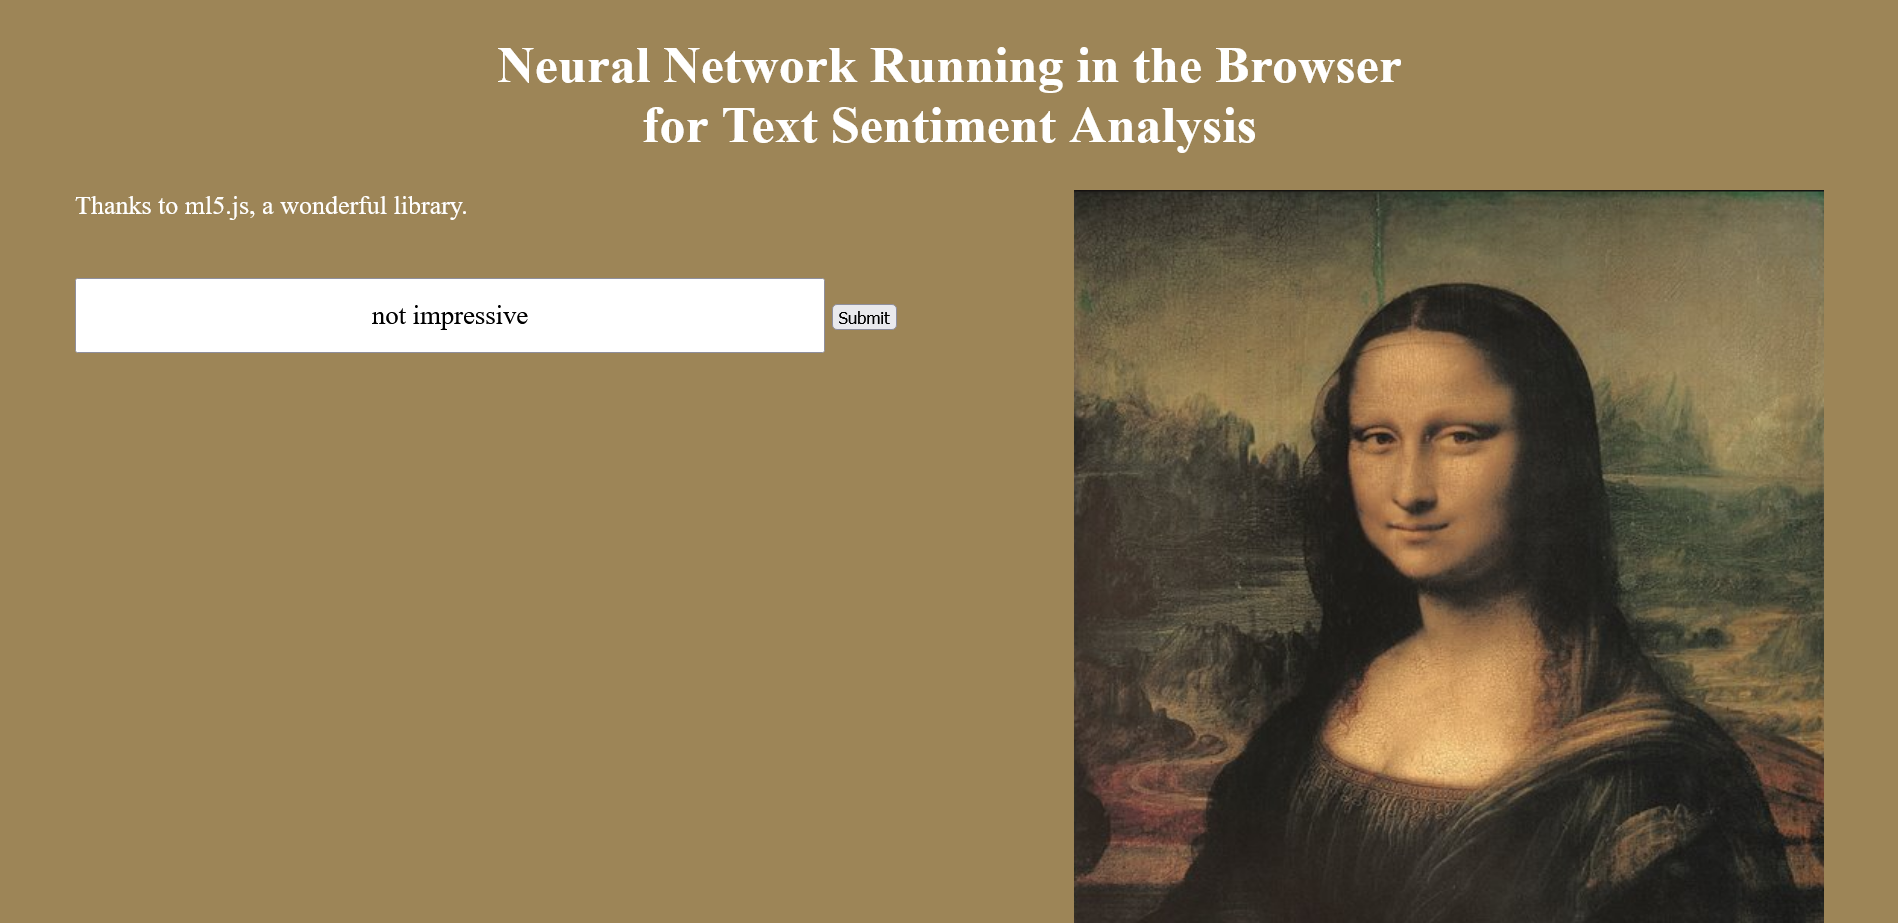 Neural Network Running in the Browser
for Text Sentiment Analysis
Thanks to ml5.js, a wonderful library.
not impressive
Submit